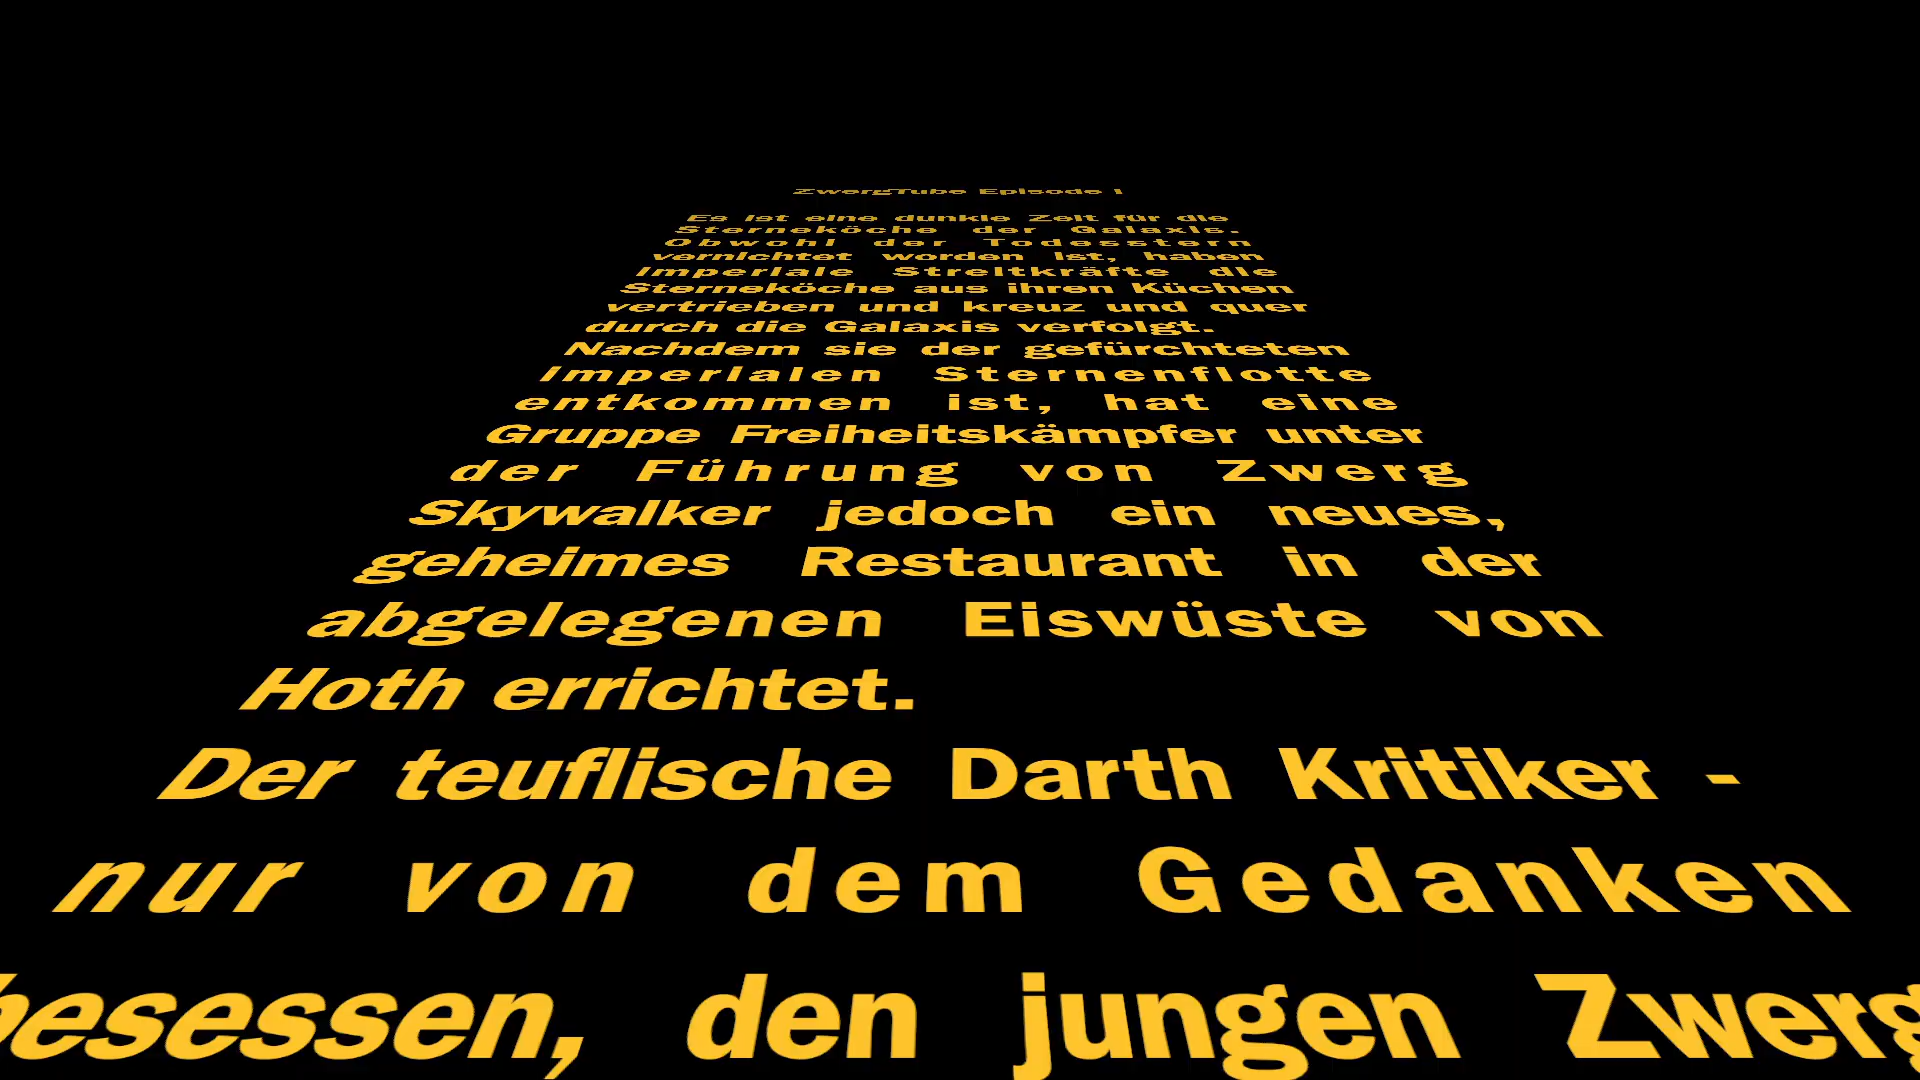 ZwergTube Episode I
Es ist eine dunkle Zeit für die
Sterneköche der Galaxis.
Obwohl der Todesstern
vernichtet worden ist, haben
Imperiale Streitkräfte die
Sterneköche aus ihren Küchen
vertrieben und kreuz und quer
durch die Galaxis verfolgt.
Nachdem sie der gefürchteten
Imperialen Sternenflotte
entkommen ist, hat eine
Gruppe Freiheitskämpfer unter
der Führung von Zwerg
Skywalker jedoch ein neues,
geheimes Restaurant in der
abgelegenen Eiswüste von
Hoth errichtet.
Der teuflische Darth Kritiker -
nur von dem Gedanken
besessen, den jungen Zwerg